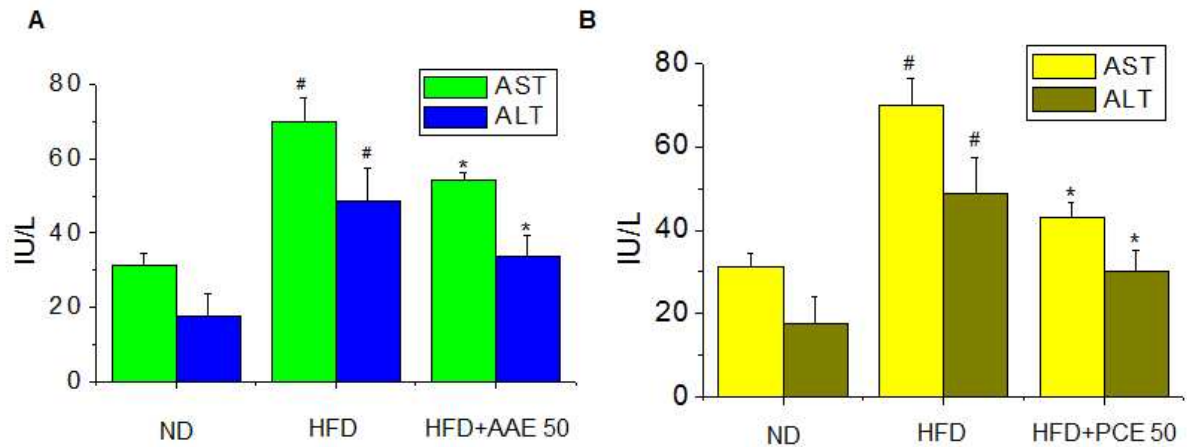 A
AST
ALT
80
60
40
20
0
IU/L
#
#
*
*
ND
HFD
HFD+AAE 50
B
AST
ALT
80
60
40
20
0
IU/L
#
#
*
*
ND
HFD
HFD+PCE 50